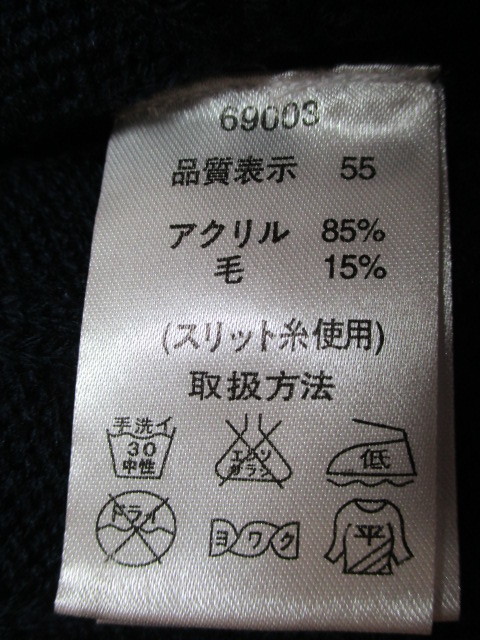 69003
品質表示 55
アクリル 85%
毛 15%
(スリット糸使用)
取扱方法
手洗イ
30
中性
エンソ
サラシ
低
ドライ
ヨワク
平